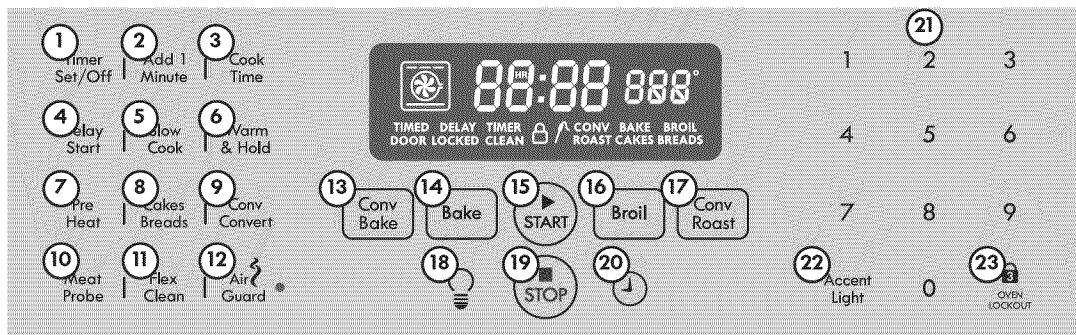 1 2 3
Timer Set/Off Add 1 Minute Cook Time
4 5 6
Delay Start Slow Cook Warm & Hold
7 8 9
Pre Heat Cakes Breads Conv Convert
10 11 12
Meat Probe Flex Clean Air Guard
88:88 888°
HR
TIMED DELAY TIMER CONV BAKE BROIL
DOOR LOCKED CLEAN ROAST CAKES BREADS
13 14 15 16 17
Conv Bake Bake START Broil Conv Roast
18 19 20
STOP
21
1 2 3
4 5 6
7 8 9
22 23
Accent Light 0 3
OVEN
LOCKOUT